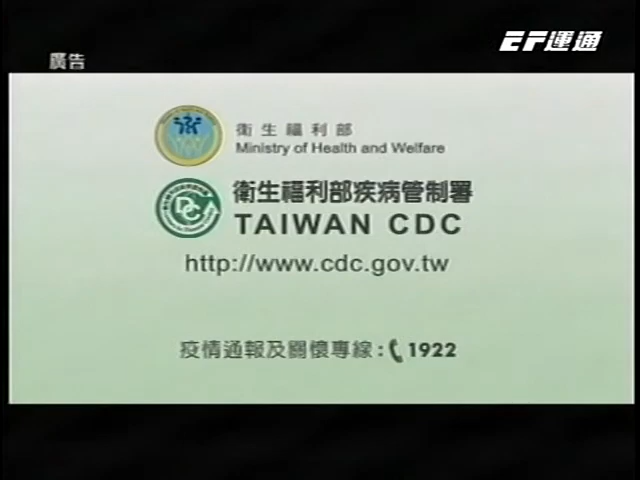 EF運通
廣告
衛生福利部
Ministry of Health and Welfare
衛生福利部疾病管制署
TAIWAN CDC
http://www.cdc.gov.tw
疫情通報及關懷專線:1922